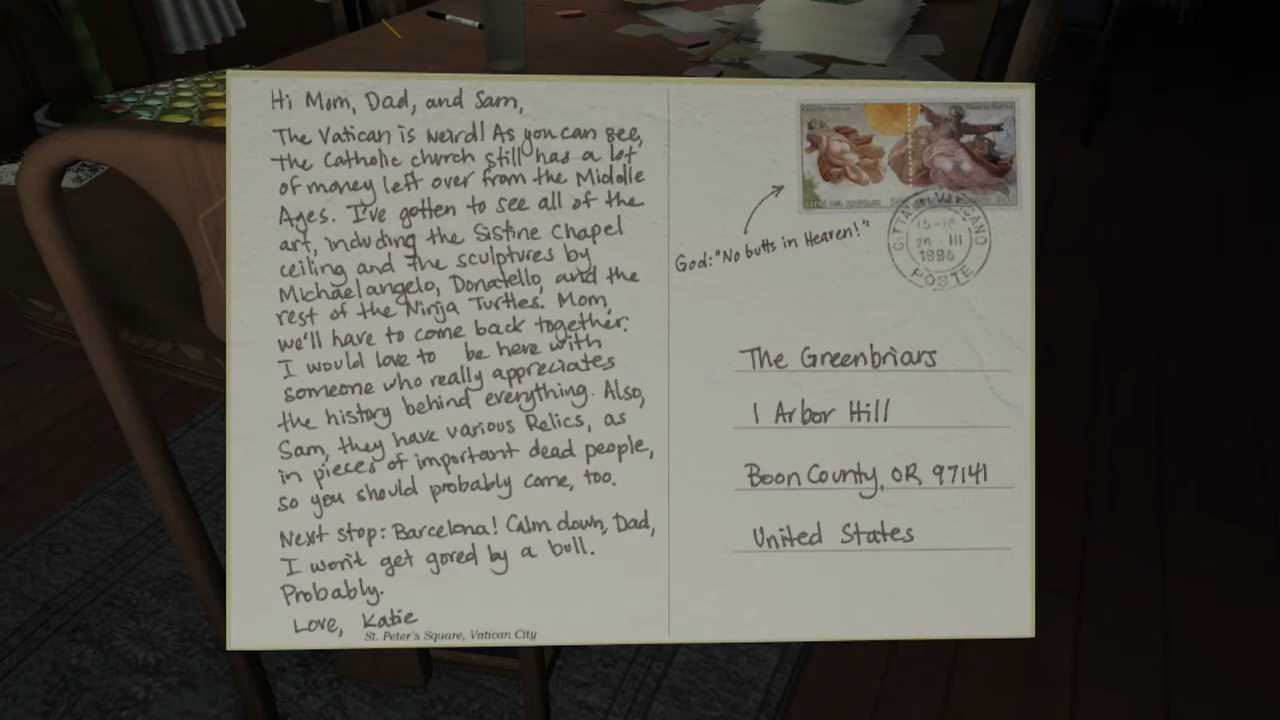 Hi Mom, Dad, and Sam,
The Vatican is weird! As you can see,
the Catholic church still has a lot
of money left over from the Middle
Ages. I've gotten to see all of the
art, including the Sistine Chapel
ceiling and the sculptures by
Michaelangelo, Donatello, and the
rest of the Ninja Turtles. Mom,
we'll have to come back together.
I would love to be here with
someone who really appreciates
the history behind everything. Also,
Sam, they have various Relics, as
in pieces of important dead people,
so you should probably come, too.
Next stop: Barcelona! Calm down, Dad,
I won't get gored by a bull.
Probably.
Love, Katie
St. Peter's Square, Vatican City
God: "No butts in Heaven!"
CITTA DEL VATICANO
15-16
26 · III
1995
POSTE
The Greenbriars
1 Arbor Hill
Boon County, OR 97141
United States